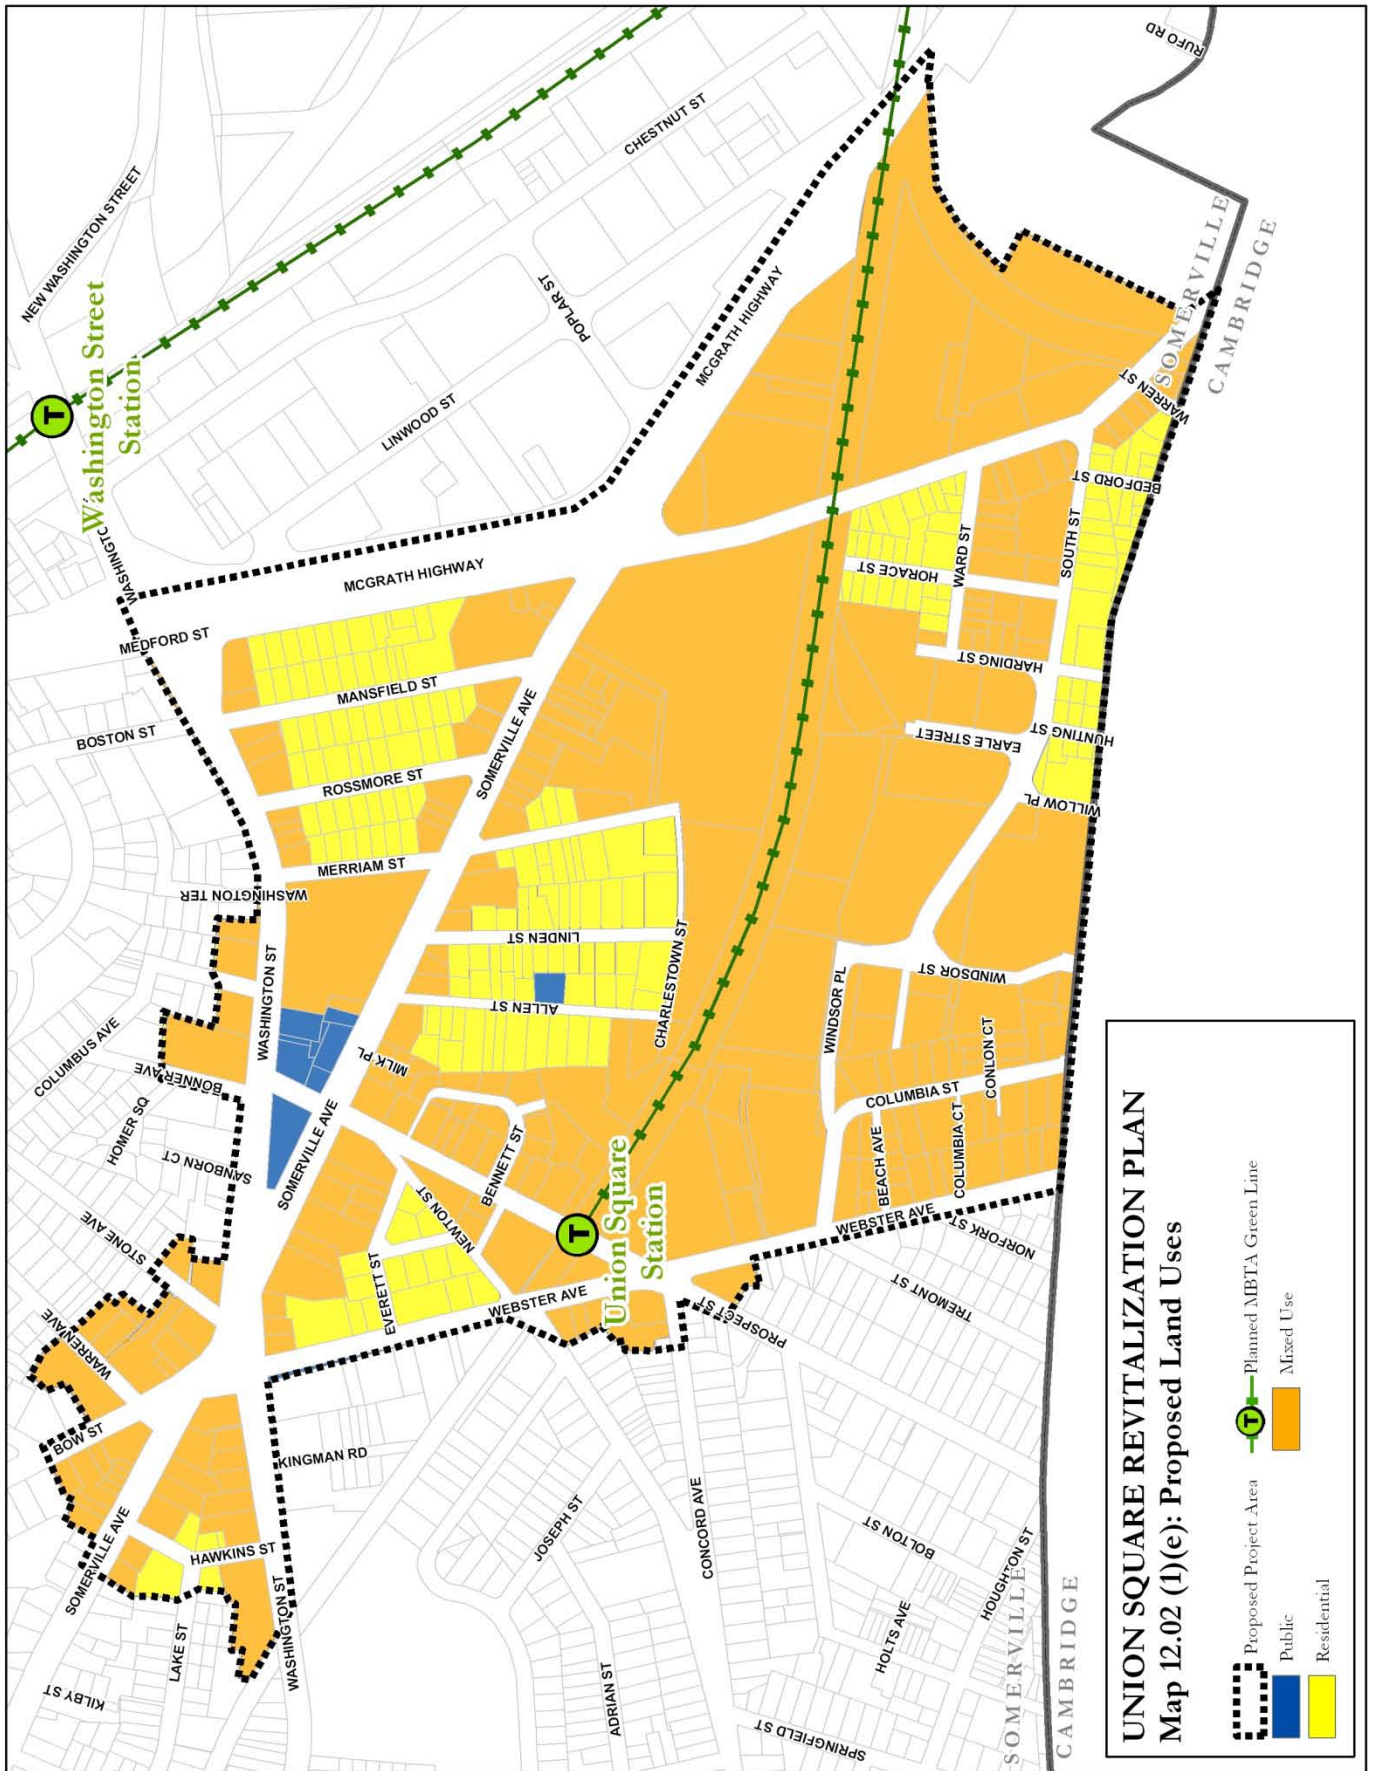 NEW WASHINGTON STREET
RUFO RD
CHESTNUT ST
T
Washington Street
Station
POPLAR ST
LINWOOD ST
MCGRATH HIGHWAY
MCGRATH HIGHWAY
SOMERVILLE
CAMBRIDGE
MEDFORD ST
BOSTON ST
MANSFIELD ST
ROSSMORE ST
MERRIAM ST
WASHINGTON TER
SOMERVILLE AVE
WARREN ST
BEDFORD ST
SOUTH ST
WARD ST
HORACE ST
HARDING ST
HUNTING ST
EARLE STREET
WILLOW PL
WASHINGTON ST
LINDEN ST
ALLEN ST
CHARLESTOWN ST
WINDSOR ST
WINDSOR PL
COLUMBUS AVE
BONNER AVE
HOMER SQ
SANBORN CT
MILK PL
SOMERVILLE AVE
COLUMBIA ST
CONLON CT
COLUMBIA CT
BEACH AVE
BENNETT ST
NEWTON ST
EVERETT ST
T
Union Square
Station
WEBSTER AVE
WEBSTER AVE
NORFORK ST
TREMONT ST
PROSPECT ST
STONE AVE
WARREN AVE
BOW ST
KINGMAN RD
SOMERVILLE AVE
HAWKINS ST
WASHINGTON ST
LAKE ST
KILBY ST
JOSEPH ST
CONCORD AVE
ADRIAN ST
BOLTON ST
HOUGHTON ST
HOLTS AVE
SPRINGFIELD ST
SOMERVILLE
CAMBRIDGE
UNION SQUARE REVITALIZATION PLAN
Map 12.02 (1)(e): Proposed Land Uses
Proposed Project Area
T
Planned MBTA Green Line
Public
Mixed Use
Residential